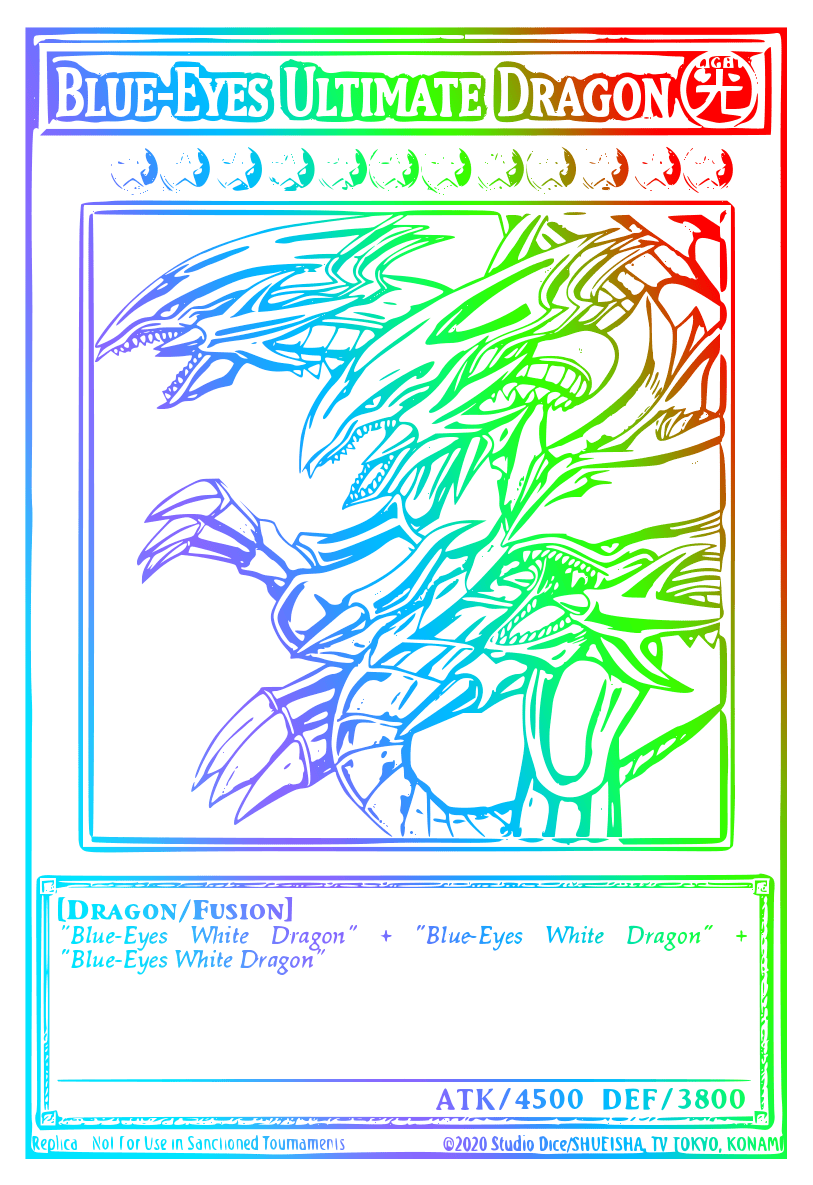 BLUE-EYES ULTIMATE DRAGON
LIGHT
光
[DRAGON/FUSION]
"Blue-Eyes White Dragon" + "Blue-Eyes White Dragon" +
"Blue-Eyes White Dragon"
ATK/4500 DEF/3800
Replica Not For Use in Sanctioned Tournaments
©2020 Studio Dice/SHUEISHA, TV TOKYO, KONAMI